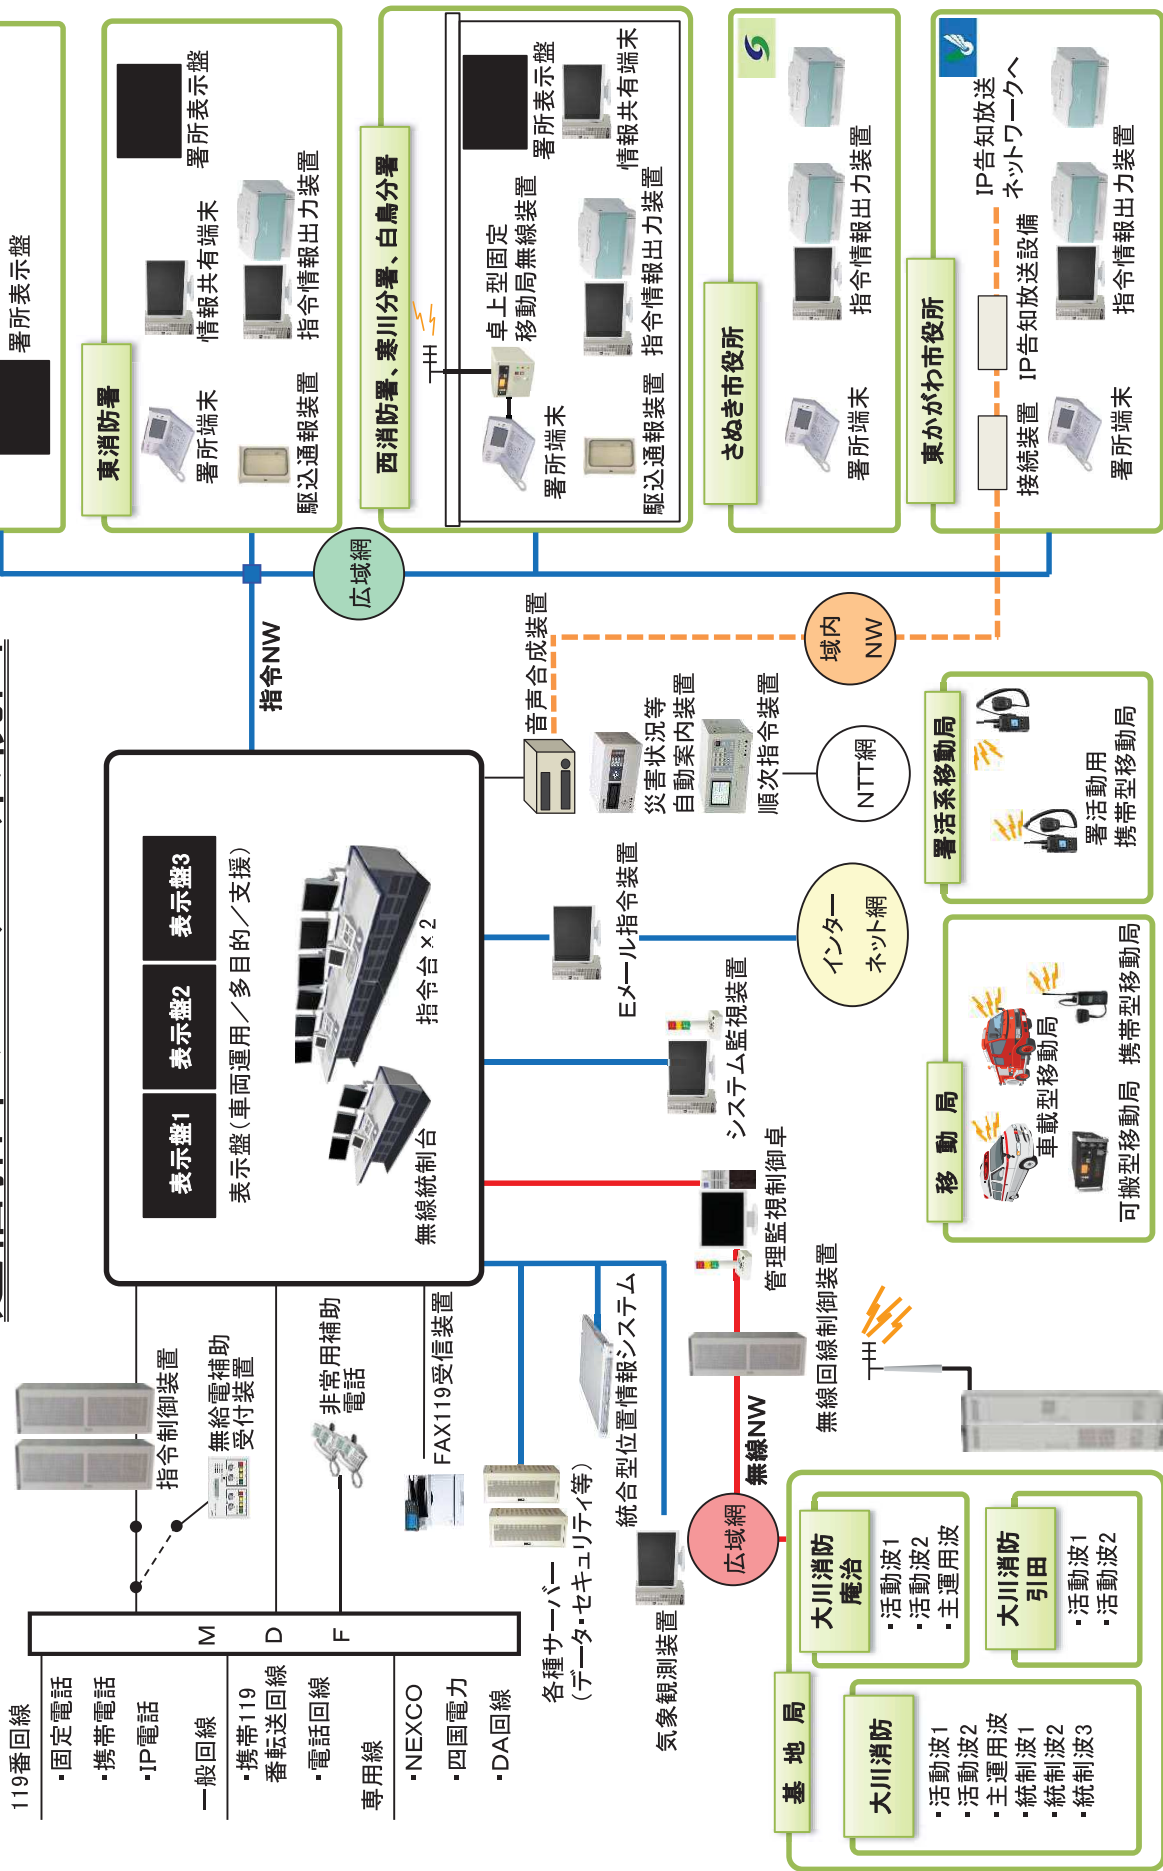 119番回線
・固定電話
・携帯電話
・IP電話
一般回線
・携帯119
番転送回線
・電話回線
専用線
・NEXCO
・四国電力
・DA回線
M
D
F
指令制御装置
無給電補助
受付装置
非常用補助
電話
FAX119受信装置
各種サーバー
(データ・セキュリティ等)
統合型位置情報システム
気象観測装置
表示盤1
表示盤2
表示盤3
表示盤(車両運用/多目的/支援)
無線統制台
指令台×2
管理監視制御卓
システム監視装置
Eメール指令装置
インター
ネット網
音声合成装置
災害状況等
自動案内装置
順次指令装置
NTT網
域内
NW
指令NW
広域網
無線NW
広域網
無線回線制御装置
基地局
大川消防
・活動波1
・活動波2
・主運用波
・統制波1
・統制波2
・統制波3
大川消防
庵治
・活動波1
・活動波2
・主運用波
大川消防
引田
・活動波1
・活動波2
移動局
車載型移動局
可搬型移動局
携帯型移動局
署活系移動局
署活動用
携帯型移動局
署所表示盤
東消防署
署所端末
情報共有端末
署所表示盤
駆込通報装置
指令情報出力装置
西消防署、寒川分署、白鳥分署
卓上型固定
移動局無線装置
署所表示盤
署所端末
情報共有端末
駆込通報装置
指令情報出力装置
さぬき市役所
署所端末
指令情報出力装置
東かがわ市役所
IP告知放送
ネットワークへ
接続装置
IP告知放送設備
署所端末
指令情報出力装置